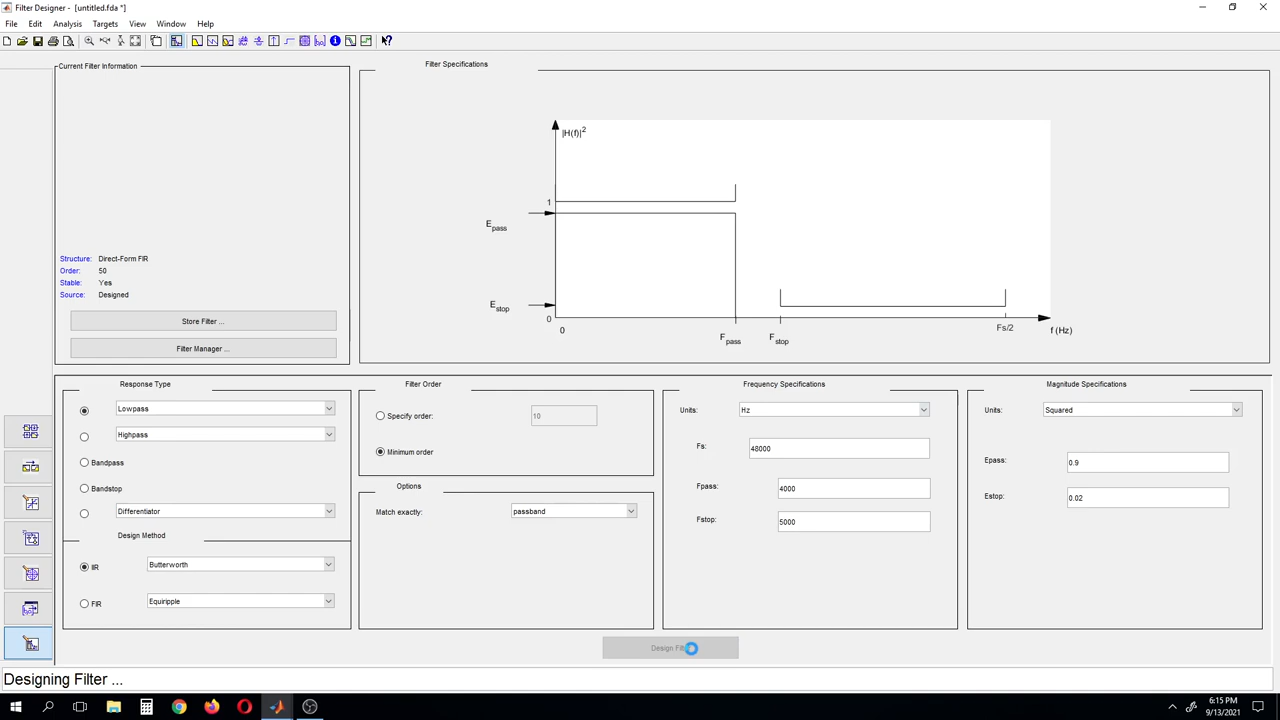 Filter Designer - [untitled.fda *]
File Edit Analysis Targets View Window Help
Current Filter Information
Structure: Direct-Form FIR
Order: 50
Stable: Yes
Source: Designed
Store Filter ...
Filter Manager ...
Filter Specifications
|H(f)|2
1
Epass
Estop
0
0
Fpass
Fstop
Fs/2
f (Hz)
Response Type
Lowpass
Highpass
Bandpass
Bandstop
Differentiator
Design Method
IIR Butterworth
FIR Equiripple
Filter Order
Specify order: 10
Minimum order
Options
Match exactly: passband
Frequency Specifications
Units: Hz
Fs: 48000
Fpass: 4000
Fstop: 5000
Magnitude Specifications
Units: Squared
Epass: 0.9
Estop: 0.02
Design
Designing Filter ...
6:15 PM
9/13/2021